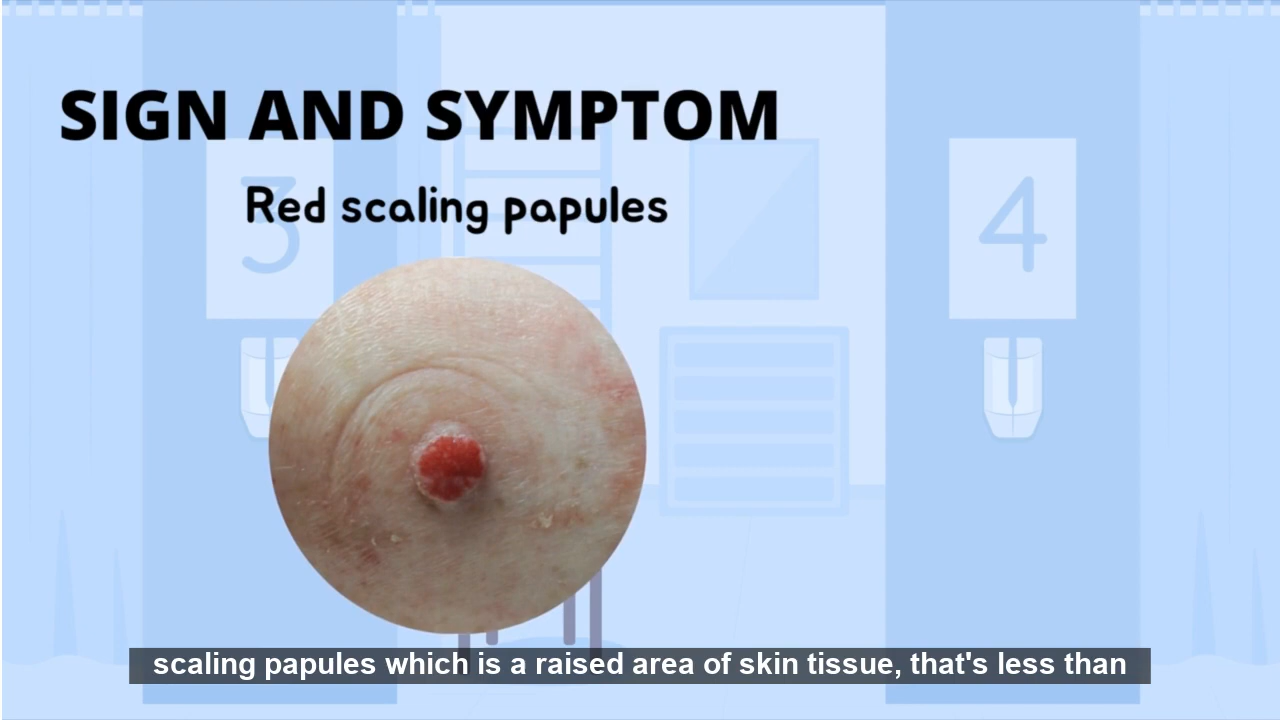 SIGN AND SYMPTOM
Red scaling papules
3
4
scaling papules which is a raised area of skin tissue, that's less than